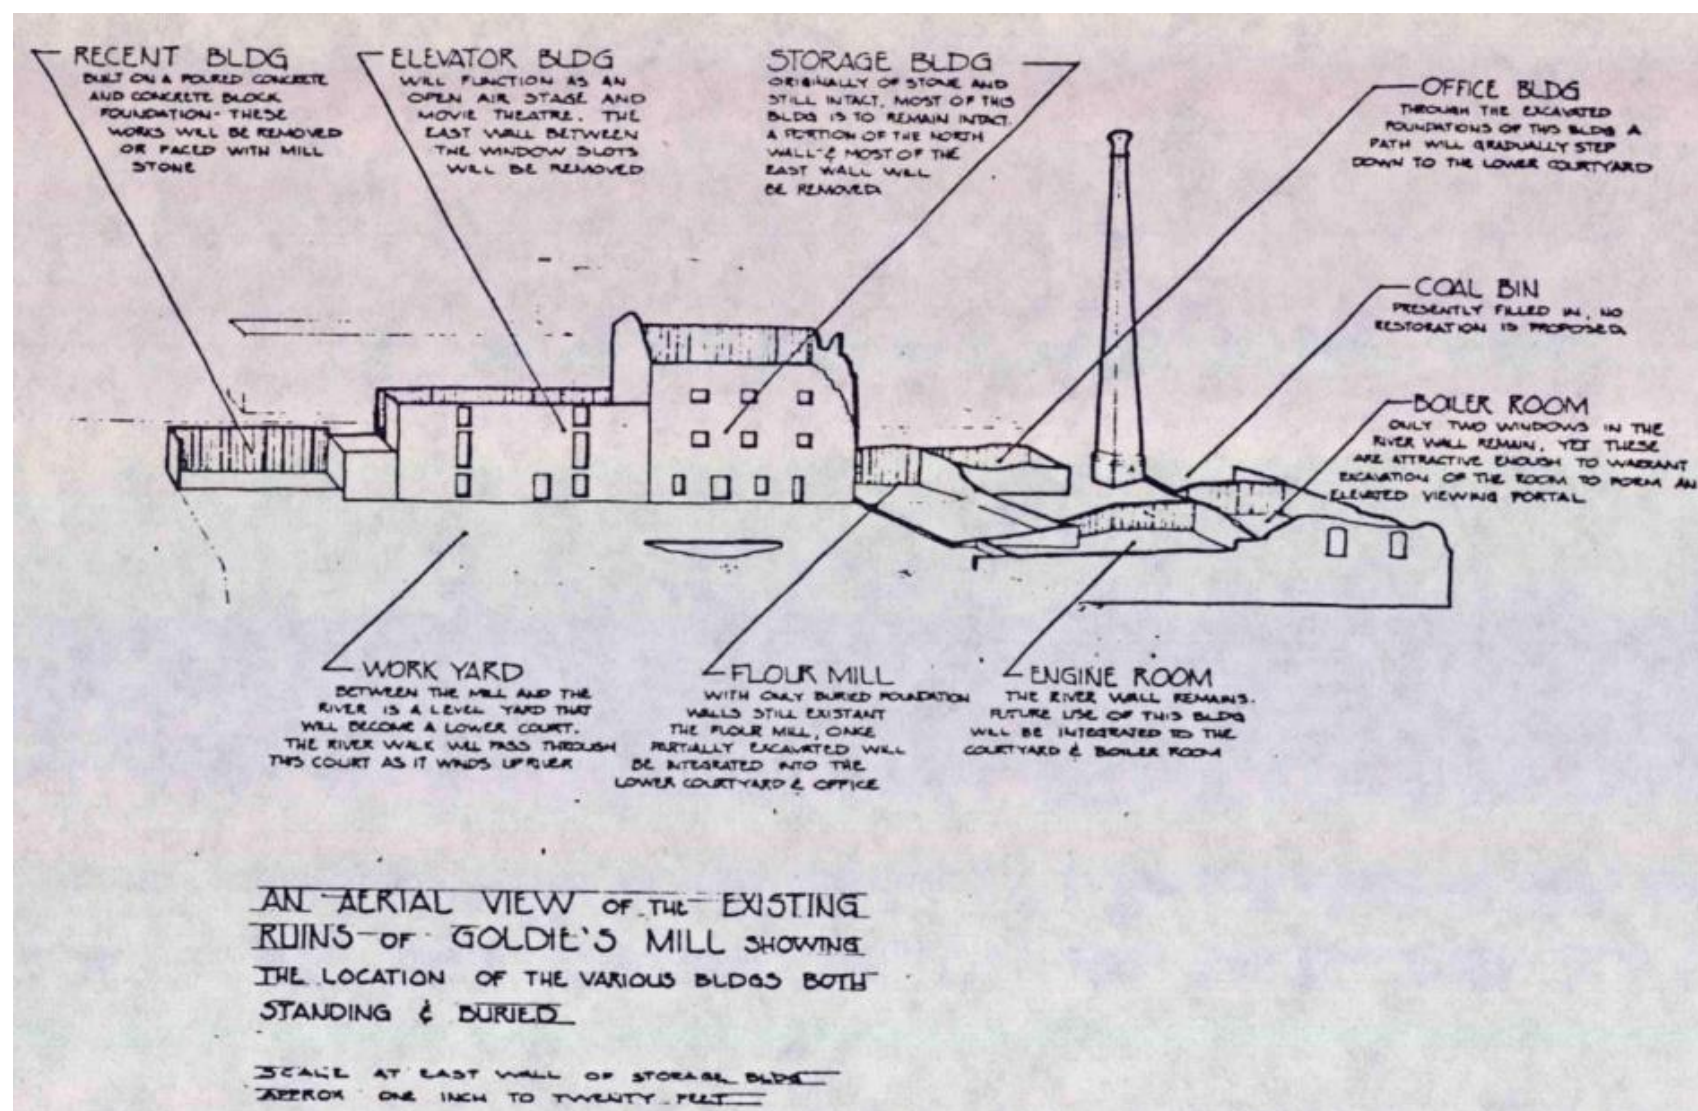 RECENT BLDG
BUILT ON A POURED CONCRETE
AND CONCRETE BLOCK
FOUNDATION - THESE
WORKS WILL BE REMOVED
OR FACED WITH MILL
STONE
ELEVATOR BLDG
WILL FUNCTION AS AN
OPEN AIR STAGE AND
MOVIE THEATRE. THE
EAST WALL BETWEEN
THE WINDOW SLOTS
WILL BE REMOVED
STORAGE BLDG
ORIGINALLY OF STONE AND
STILL INTACT, MOST OF THIS
BLDG IS TO REMAIN INTACT.
A PORTION OF THE NORTH
WALL & MOST OF THE
EAST WALL WILL
BE REMOVED.
OFFICE BLDG
THROUGH THE EXCAVATED
FOUNDATIONS OF THIS BLDG A
PATH WILL GRADUALLY STEP
DOWN TO THE LOWER COURTYARD
COAL BIN
PRESENTLY FILLED IN, NO
RESTORATION IS PROPOSED.
BOILER ROOM
ONLY TWO WINDOWS IN THE
RIVER WALL REMAIN, YET THESE
ARE ATTRACTIVE ENOUGH TO WARRANT
EXCAVATION OF THE ROOM TO FORM AN
ELEVATED VIEWING PORTAL
WORK YARD
BETWEEN THE MILL AND THE
RIVER IS A LEVEL YARD THAT
WILL BECOME A LOWER COURT.
THE RIVER WALK WILL PASS THROUGH
THIS COURT AS IT WINDS UPRIVER
FLOUR MILL
WITH ONLY BURIED FOUNDATION
WALLS STILL EXISTANT
THE FLOUR MILL, ONCE
PARTIALLY EXCAVATED WILL
BE INTEGRATED INTO THE
LOWER COURTYARD & OFFICE
ENGINE ROOM
THE RIVER WALL REMAINS.
FUTURE USE OF THIS BLDG
WILL BE INTEGRATED TO THE
COURTYARD & BOILER ROOM
AN AERIAL VIEW OF THE EXISTING
RUINS OF GOLDIE'S MILL SHOWING
THE LOCATION OF THE VARIOUS BLDGS BOTH
STANDING & BURIED
SCALE AT EAST WALL OF STORAGE BLDG
APPROX ONE INCH TO TWENTY FEET